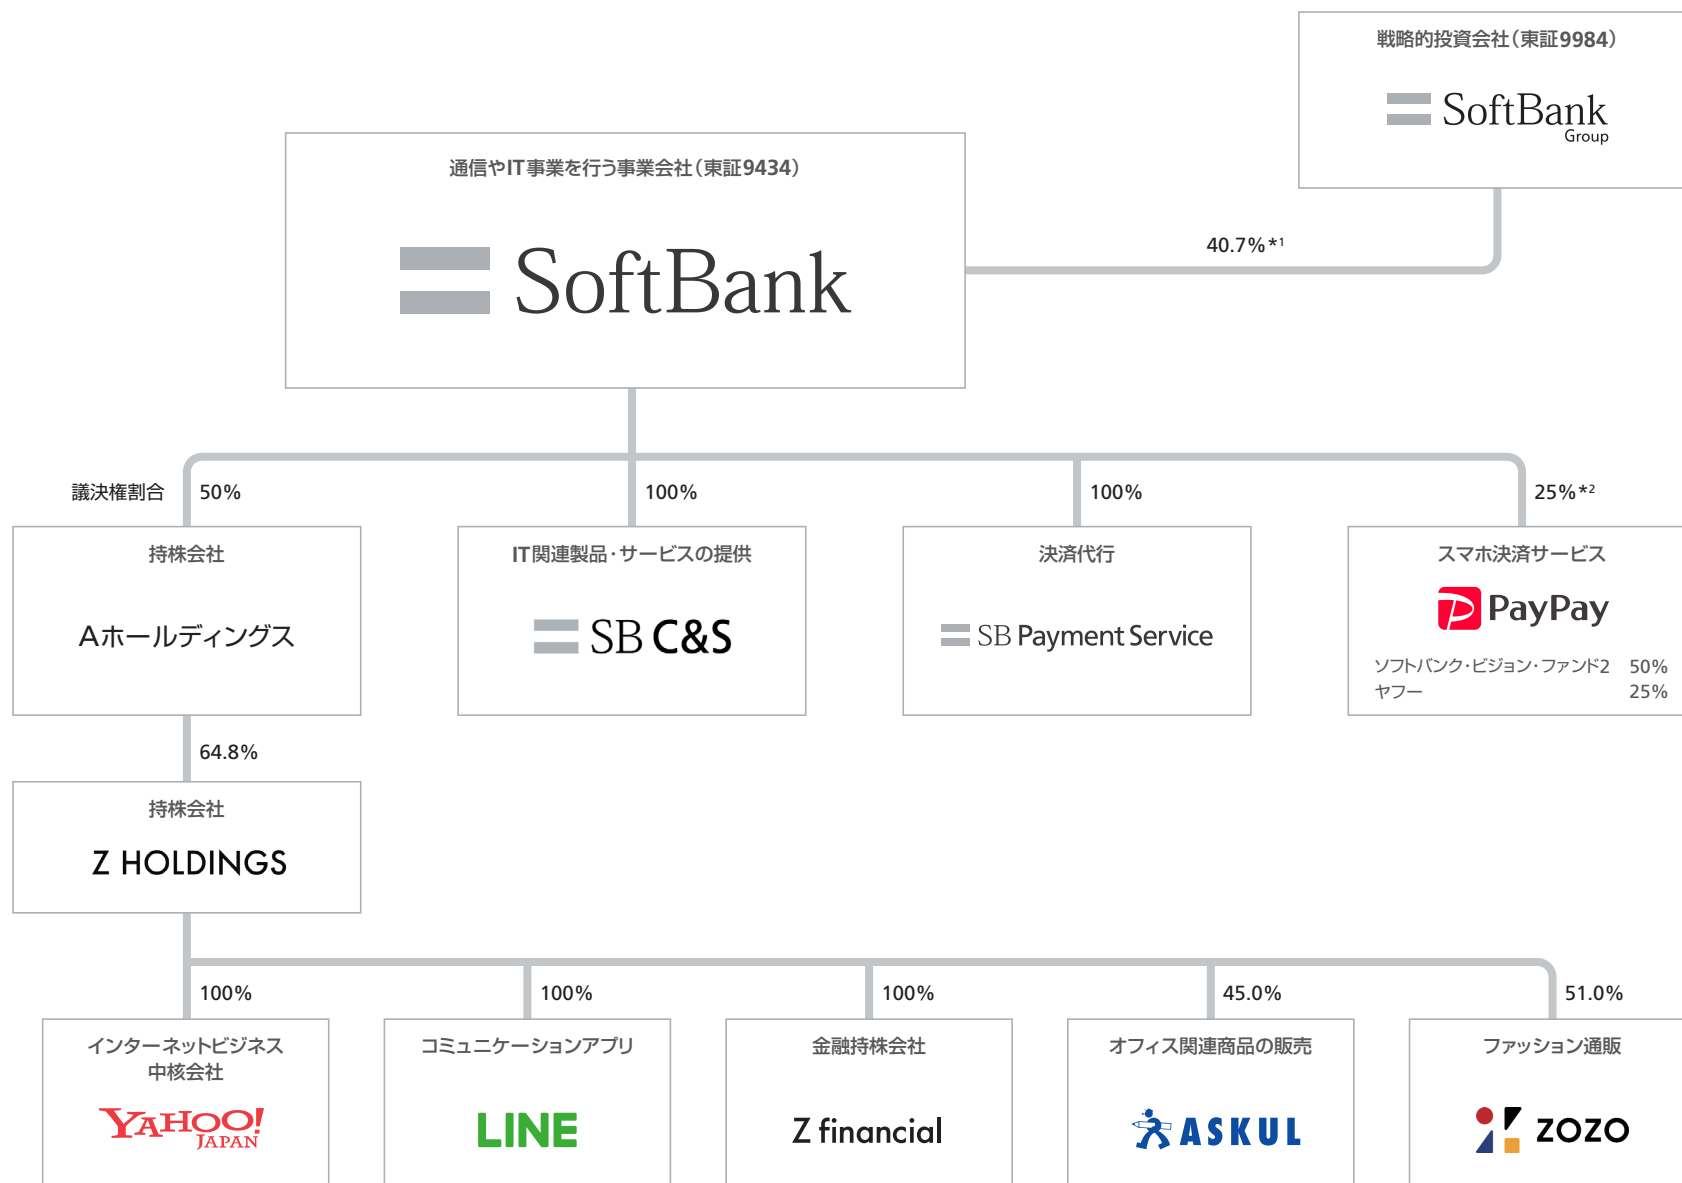 戦略的投資会社（東証9984）
SoftBank
Group
通信やIT事業を行う事業会社（東証9434）
SoftBank
40.7%*1
議決権割合 50%
100%
100%
25%*2
持株会社
Aホールディングス
IT関連製品・サービスの提供
SB C&S
決済代行
SB Payment Service
スマホ決済サービス
PayPay
ソフトバンク・ビジョン・ファンド2 50%
ヤフー 25%
64.8%
持株会社
Z HOLDINGS
100%
100%
100%
45.0%
51.0%
インターネットビジネス
中核会社
YAHOO!
JAPAN
コミュニケーションアプリ
LINE
金融持株会社
Z financial
オフィス関連商品の販売
ASKUL
ファッション通販
ZOZO